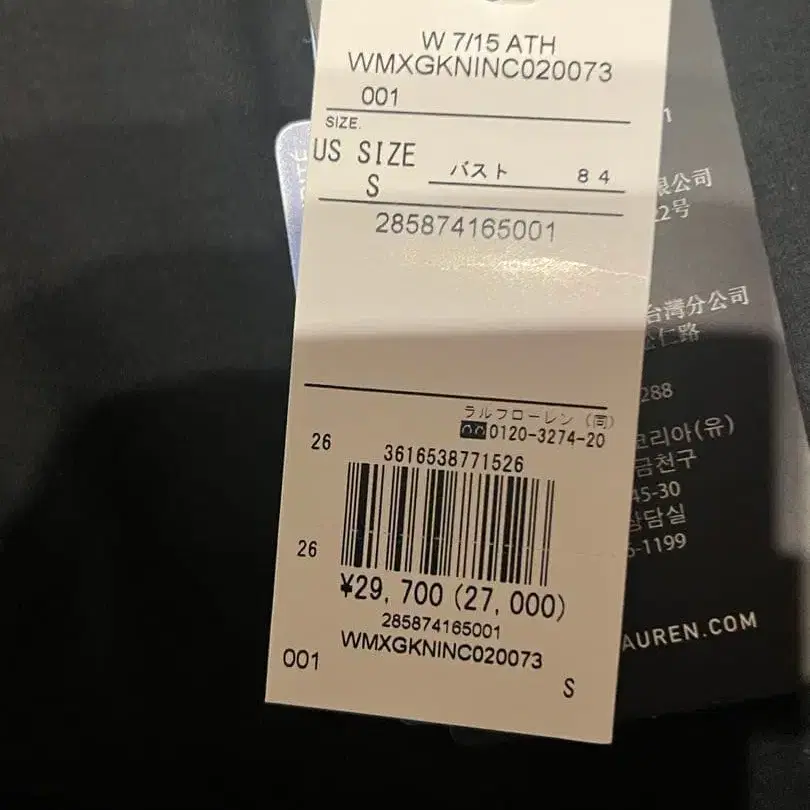 W 7/15 ATH
WMXGKNINC020073
001
SIZE.
US SIZE
S
バスト 84
285874165001
ラルフローレン (同)
0120-3274-20
26
3616538771526
26
¥29,700 (27,000)
285874165001
WMXGKNINC020073
001
S
限公司
2号
台灣分公司
仁路
288
코리아(유)
금천구
45-30
상담실
-1199
AUREN.COM